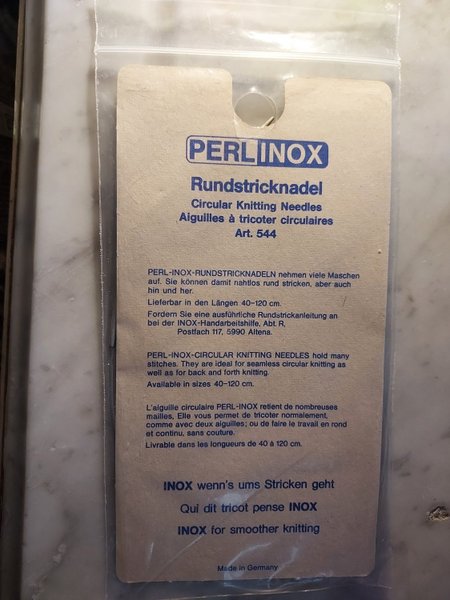 PERL INOX
Rundstricknadel
Circular Knitting Needles
Aiguilles à tricoter circulaires
Art. 544
PERL-INOX-RUNDSTRICKNADELN nehmen viele Maschen
auf. Sie können damit nahtlos rund stricken, aber auch
hin und her.
Lieferbar in den Längen 40-120 cm.
Fordern Sie eine ausführliche Rundstrickanleitung an
bei der INOX-Handarbeitshilfe, Abt. R,
Postfach 117, 5990 Altena.
PERL-INOX-CIRCULAR KNITTING NEEDLES hold many
stitches. They are ideal for seamless circular knitting as
well as for back and forth knitting.
Available in sizes 40-120 cm.
L'aiguille circulaire PERL-INOX retient de nombreuses
mailles, Elle vous permet de tricoter normalement,
comme avec deux aiguilles; ou de faire le travail en rond
et continu, sans couture.
Livrable dans les longueurs de 40 à 120 cm.
INOX wenn's ums Stricken geht
Qui dit tricot pense INOX
INOX for smoother knitting
Made in Germany